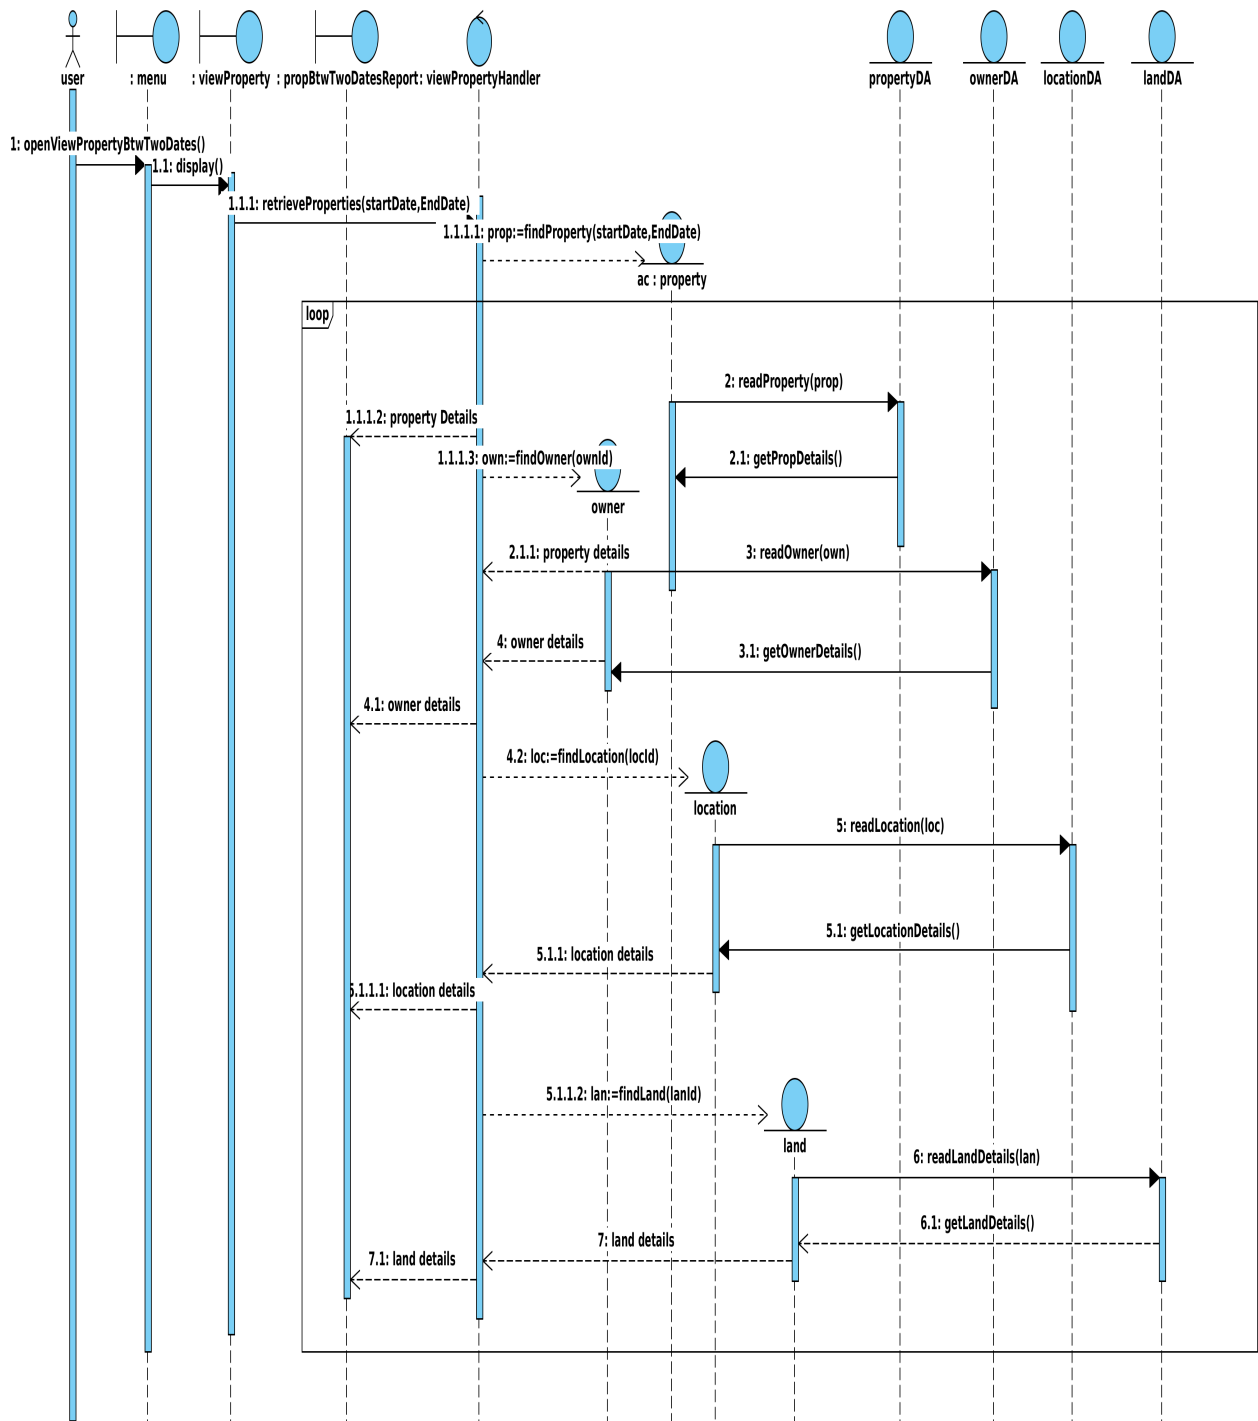 user
: menu
: viewProperty
: propBtwTwoDatesReport
: viewPropertyHandler
propertyDA
ownerDA
locationDA
landDA
1: openViewPropertyBtwTwoDates()
1.1: display()
1.1.1: retrieveProperties(startDate,EndDate)
1.1.1.1: prop:=findProperty(startDate,EndDate)
ac : property
loop
2: readProperty(prop)
1.1.1.2: property Details
1.1.1.3: own:=findOwner(ownId)
2.1: getPropDetails()
owner
2.1.1: property details
3: readOwner(own)
4: owner details
3.1: getOwnerDetails()
4.1: owner details
4.2: loc:=findLocation(locId)
location
5: readLocation(loc)
5.1: getLocationDetails()
5.1.1: location details
5.1.1.1: location details
5.1.1.2: lan:=findLand(lanId)
land
6: readLandDetails(lan)
6.1: getLandDetails()
7: land details
7.1: land details